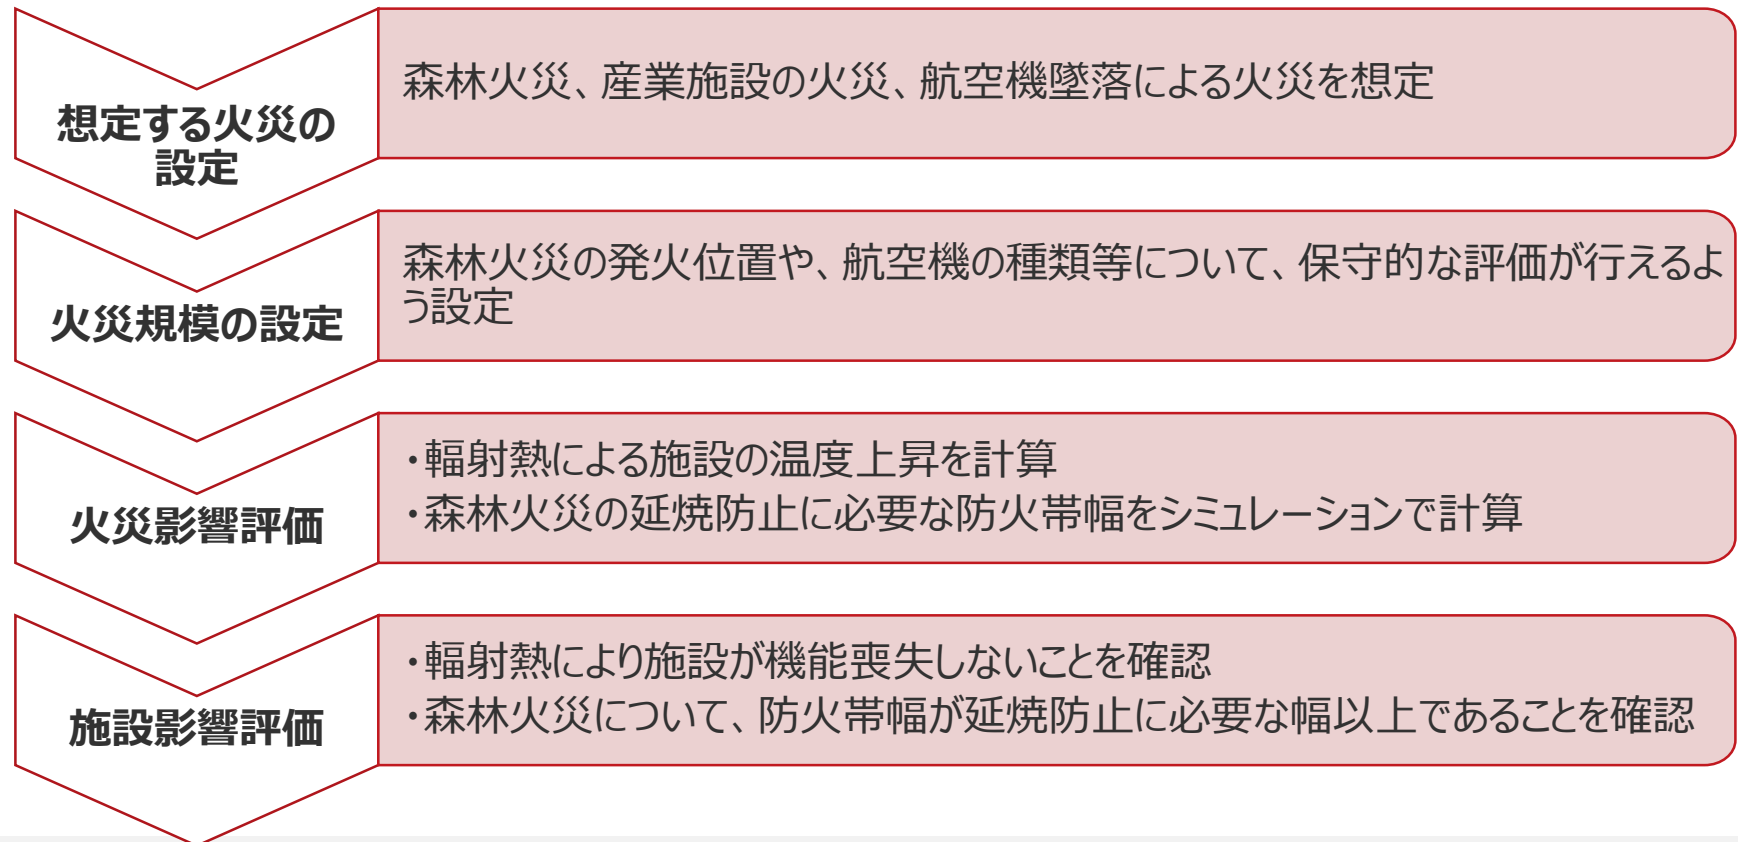 想定する火災の
設定
森林火災、産業施設の火災、航空機墜落による火災を想定
火災規模の設定
森林火災の発火位置や、航空機の種類等について、保守的な評価が行えるよ
う設定
火災影響評価
・輻射熱による施設の温度上昇を計算
・森林火災の延焼防止に必要な防火帯幅をシミュレーションで計算
施設影響評価
・輻射熱により施設が機能喪失しないことを確認
・森林火災について、防火帯幅が延焼防止に必要な幅以上であることを確認